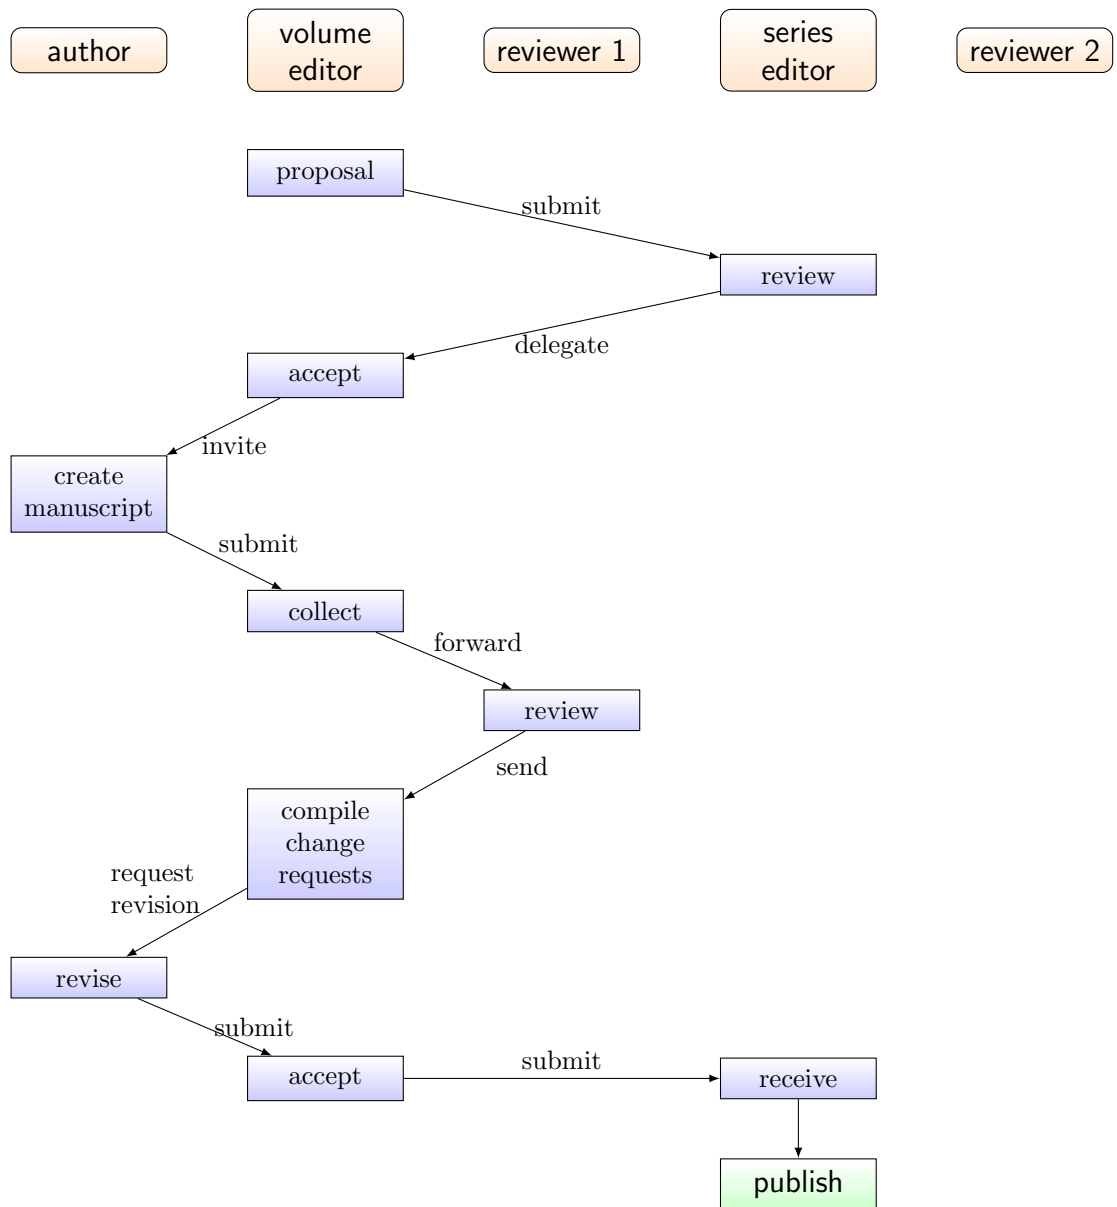 author
volume
editor
reviewer 1
series
editor
reviewer 2
proposal
submit
review
delegate
accept
invite
create
manuscript
submit
collect
forward
review
send
compile
change
requests
request
revision
revise
submit
accept
submit
receive
publish